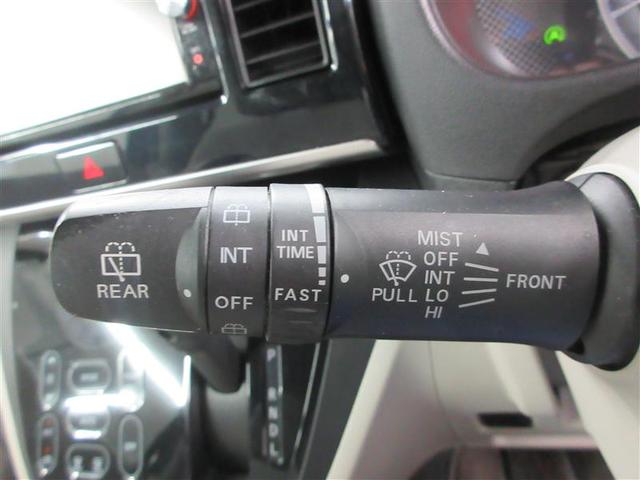 REAR
INT
OFF
INT
TIME
FAST
MIST
OFF
INT
PULL LO
HI
FRONT
N
D
L